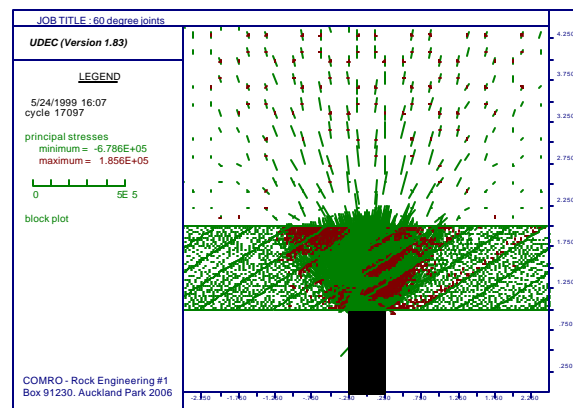 JOB TITLE : 60 degree joints
UDEC (Version 1.83)
LEGEND
5/24/1999 16:07
cycle 17097
principal stresses
minimum = -6.786E+05
maximum = 1.856E+05
0 5E 5
block plot
COMRO - Rock Engineering #1
Box 91230. Auckland Park 2006
4.250
3.750
3.250
2.750
2.250
1.750
1.250
.750
.250
-2.250 -1.750 -1.250 -.750 -.250 .250 .750 1.250 1.750 2.250